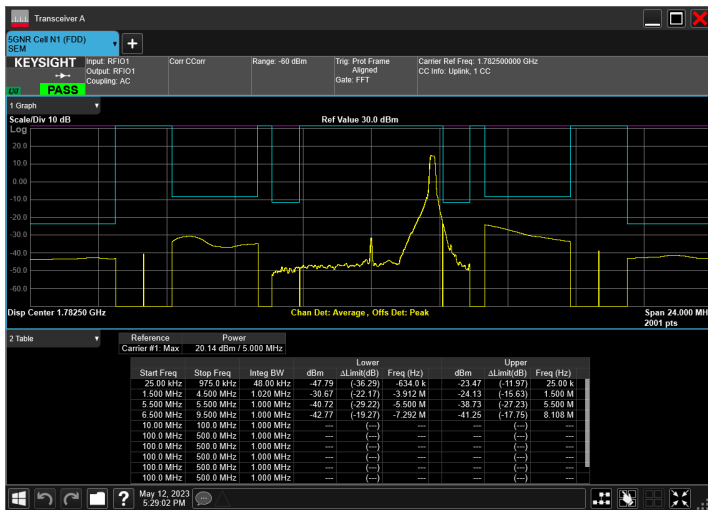 Transceiver A
5GNR Cell N1 (FDD)
SEM
KEYSIGHT
PASS
Input: RFIO1
Output: RFIO1
Coupling: AC
Corr CCorr
Range: -60 dBm
Trig: Prot Frame
Aligned
Gate: FFT
Carrier Ref Freq: 1.782500000 GHz
CC Info: Uplink, 1 CC
1 Graph
Scale/Div 10 dB
Ref Value 30.0 dBm
Log
20.0
10.0
0.00
-10.0
-20.0
-30.0
-40.0
-50.0
-60.0
Disp Center 1.78250 GHz
Chan Det: Average, Offs Det: Peak
Span 24.000 MH
2001 pts
2 Table
Reference Power
Carrier #1: Max 20.14 dBm / 5.000 MHz
Lower Upper
Start Freq Stop Freq Integ BW dBm ΔLimit(dB) Freq (Hz) dBm ΔLimit(dB) Freq (Hz)
25.00 kHz 975.0 kHz 48.00 kHz -47.79 (-36.29) -634.0 k -23.47 (-11.97) 25.00 k
1.500 MHz 4.500 MHz 1.020 MHz -30.67 (-22.17) -3.912 M -24.13 (-15.63) 1.500 M
5.500 MHz 5.500 MHz 1.000 MHz -40.72 (-29.22) -5.500 M -38.73 (-27.23) 5.500 M
6.500 MHz 9.500 MHz 1.000 MHz -42.77 (-19.27) -7.292 M -41.25 (-17.75) 8.108 M
10.00 MHz 100.0 MHz 1.000 MHz --- (---) --- --- (---) ---
100.0 MHz 500.0 MHz 1.000 MHz --- (---) --- --- (---) ---
100.0 MHz 500.0 MHz 1.000 MHz --- (---) --- --- (---) ---
100.0 MHz 500.0 MHz 1.000 MHz --- (---) --- --- (---) ---
100.0 MHz 500.0 MHz 1.000 MHz --- (---) --- --- (---) ---
100.0 MHz 500.0 MHz 1.000 MHz --- (---) --- --- (---) ---
May 12, 2023
5:29:02 PM